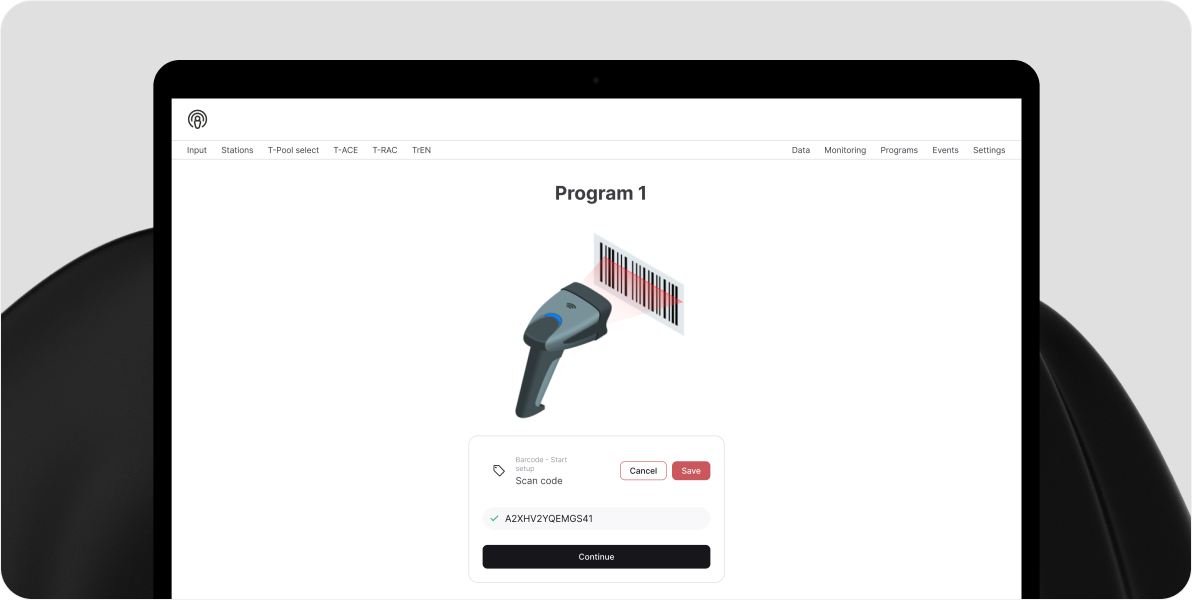 Input Stations T-Pool select T-ACE T-RAC TrEN Data Monitoring Programs Events Settings
Program 1
Barcode - Start
setup
Scan code
Cancel Save
A2XHV2YQEMGS41
Continue